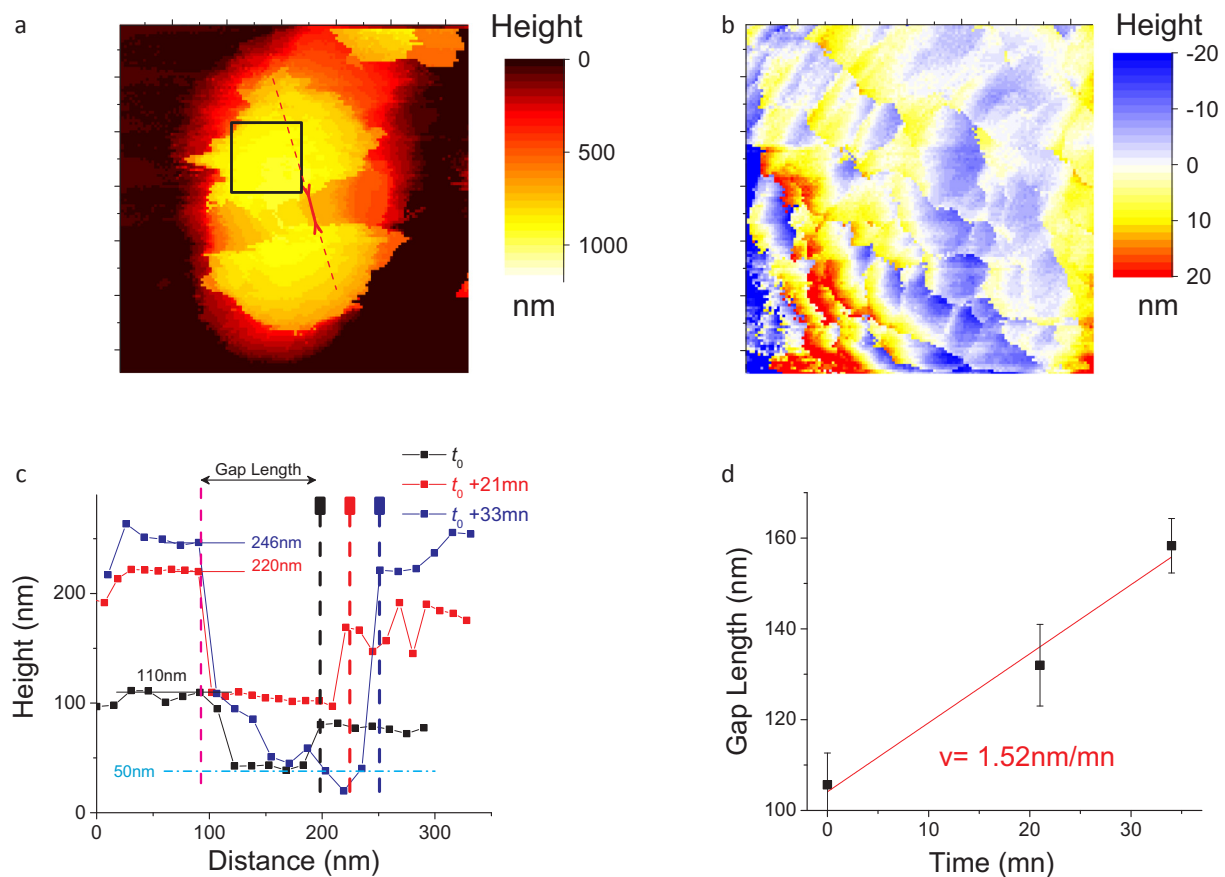 a
Height
0
500
1000
nm
b
Height
-20
-10
0
10
20
nm
c
Gap Length
t0
t0 +21mn
t0 +33mn
246nm
220nm
110nm
50nm
Height (nm)
200
100
0
0
100
200
300
Distance (nm)
d
Gap Length (nm)
160
140
120
100
v= 1.52nm/mn
0
10
20
30
Time (mn)